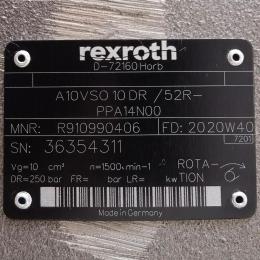 rexroth
D-72160 Horb
A10VSO 10 DR /52R-
PPA14N00
MNR: R910990406 FD: 2020W40
7201
SN: 36354311
Vg= 10 cm³ n=1500 min-1 ROTA-
DR=250 bar FR= bar LR= kw TION
Made in Germany